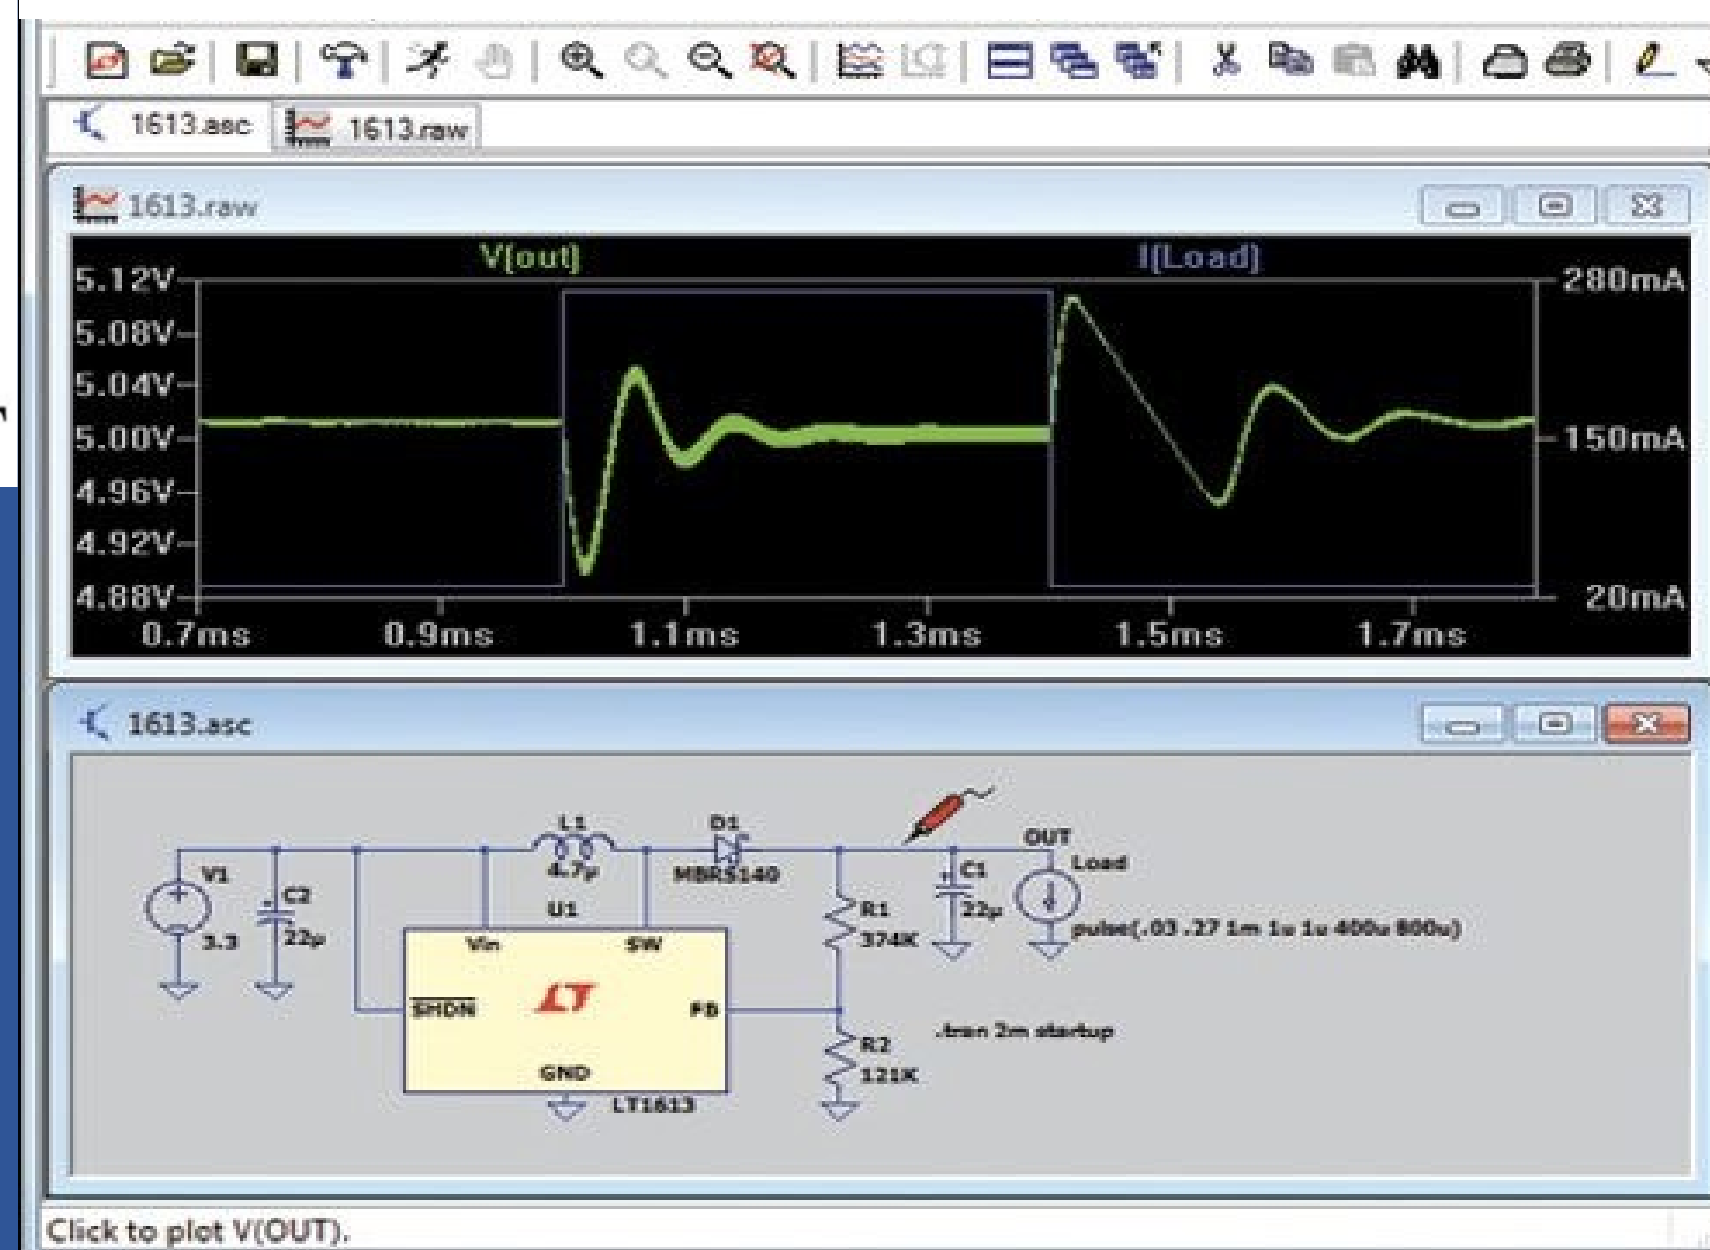 1613.asc 1613.raw
1613.raw
V[out] I[Load]
5.12V 280mA
5.08V
5.04V
5.00V 150mA
4.96V
4.92V
4.88V 20mA
0.7ms 0.9ms 1.1ms 1.3ms 1.5ms 1.7ms
1613.asc
L1 D1 OUT
V1 4.7µ MBRS140 C1 Load
C2 U1 R1 22µ
3.3 22µ Vin SW 374K pulse(.03 .27 1m 1u 1u 400u 800u)
SHDN LT FB
.tran 2m startup
R2
GND 121K
LT1613
Click to plot V(OUT).